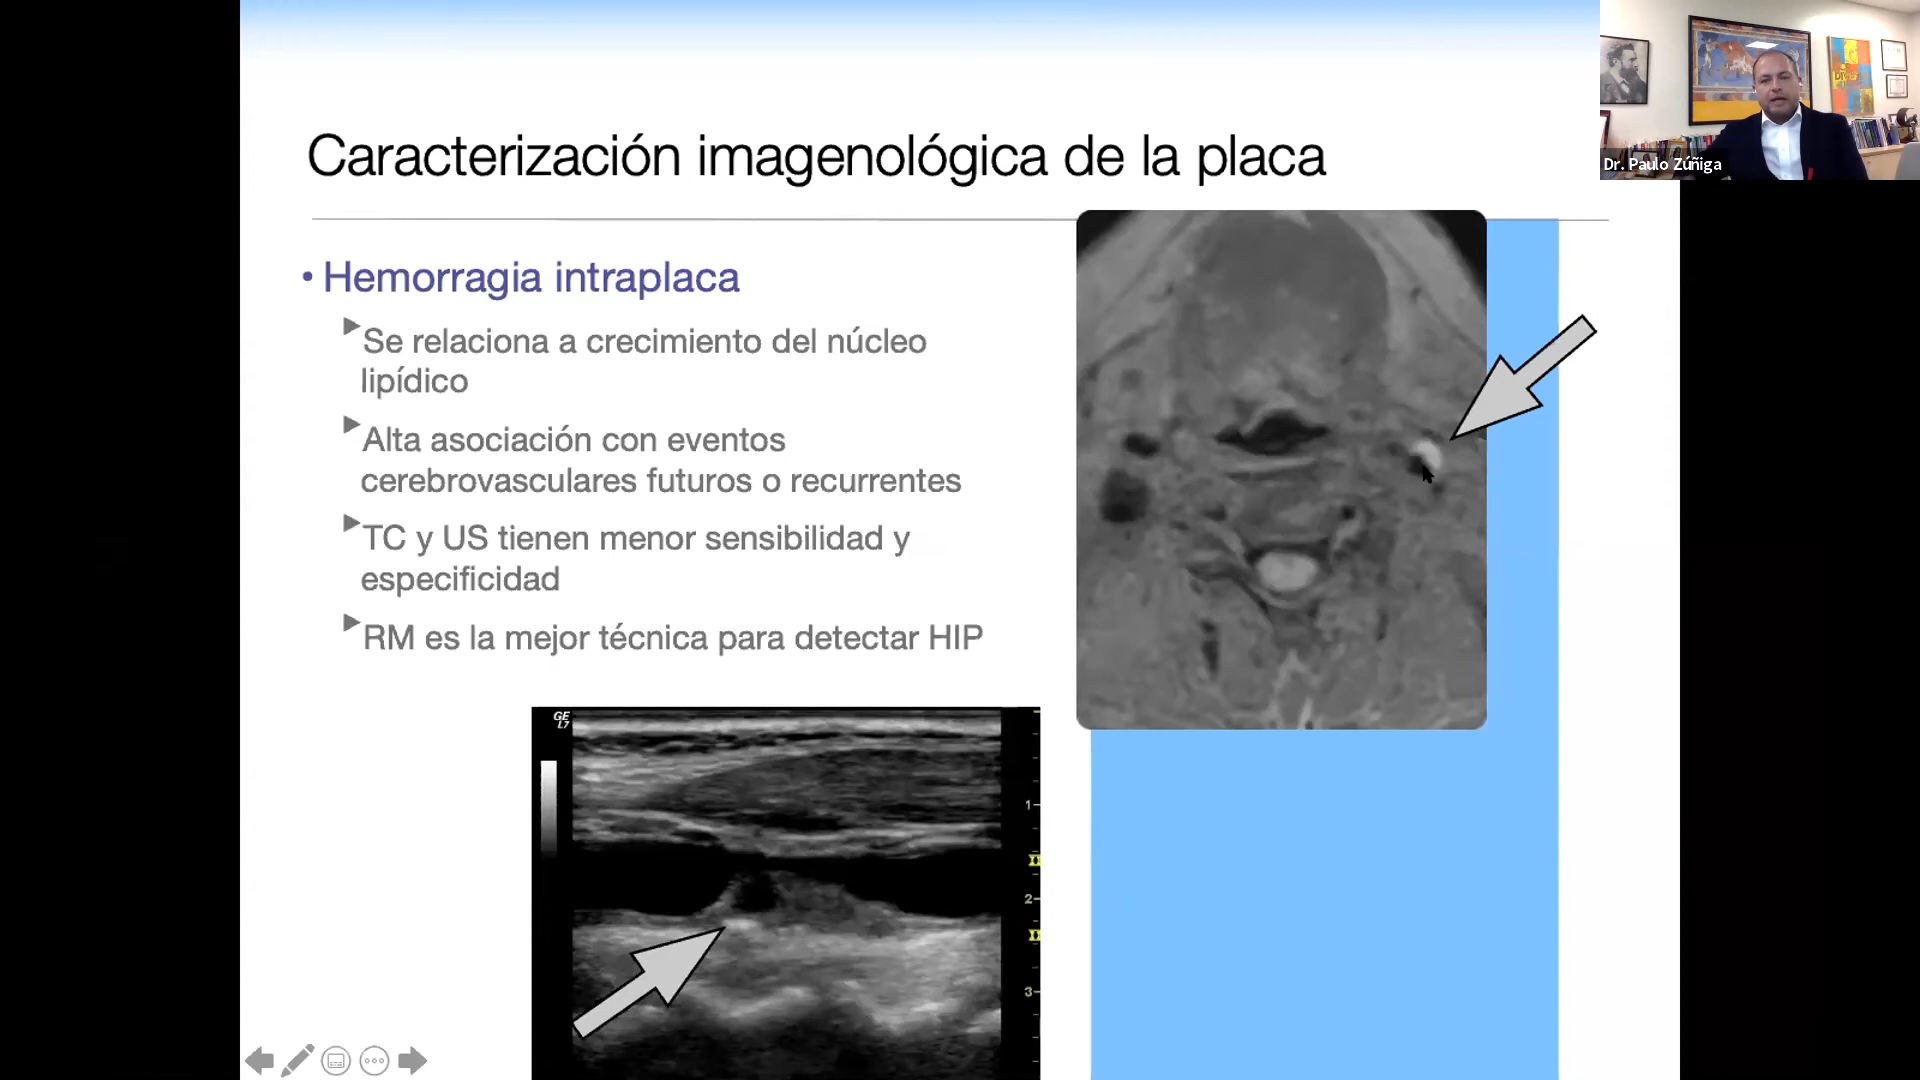 Dr. Paulo Zúñiga
Caracterización imagenológica de la placa
• Hemorragia intraplaca
Se relaciona a crecimiento del núcleo
lipídico
Alta asociación con eventos
cerebrovasculares futuros o recurrentes
TC y US tienen menor sensibilidad y
especificidad
RM es la mejor técnica para detectar HIP
GE
L7
1
2
3